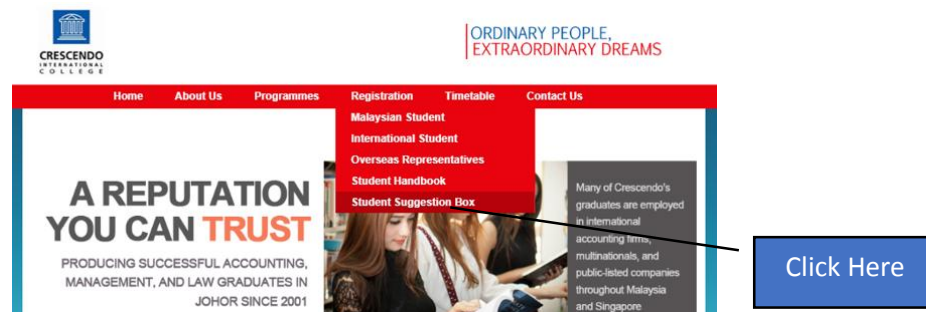 CRESCENDO
INTERNATIONAL
COLLEGE
ORDINARY PEOPLE,
EXTRAORDINARY DREAMS
Home About Us Programmes Registration Timetable Contact Us
Malaysian Student
International Student
Overseas Representatives
Student Handbook
Student Suggestion Box
A REPUTATION
YOU CAN TRUST
PRODUCING SUCCESSFUL ACCOUNTING,
MANAGEMENT, AND LAW GRADUATES IN
JOHOR SINCE 2001
Many of Crescendo's
graduates are employed
in international
accounting firms,
multinationals, and
public-listed companies
throughout Malaysia
and Singapore
Click Here